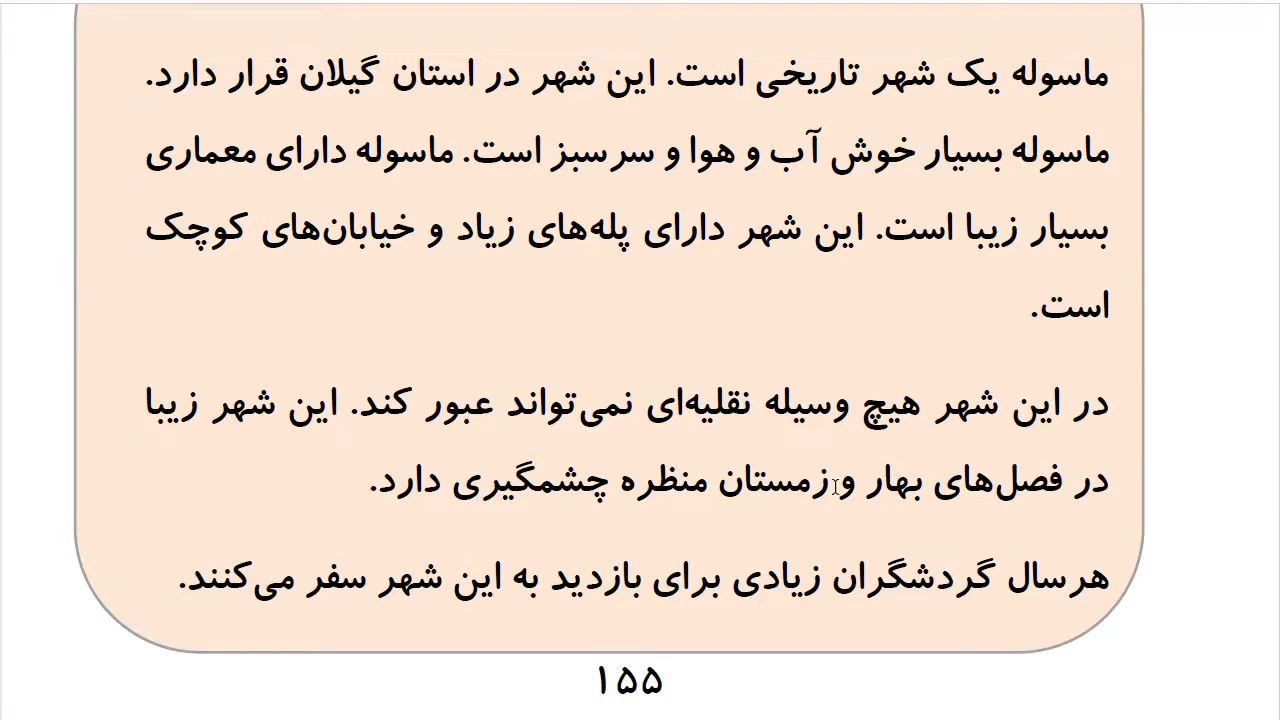 ماسوله یک شهر تاریخی است. این شهر در استان گیلان قرار دارد.
ماسوله بسیار خوش آب و هوا و سرسبز است. ماسوله دارای معماری
بسیار زیبا است. این شهر دارای پله‌های زیاد و خیابان‌های کوچک
است.
در این شهر هیچ وسیله نقلیه‌ای نمی‌تواند عبور کند. این شهر زیبا
در فصل‌های بهار و زمستان منظره چشمگیری دارد.
هرسال گردشگران زیادی برای بازدید به این شهر سفر می‌کنند.
۱۵۵